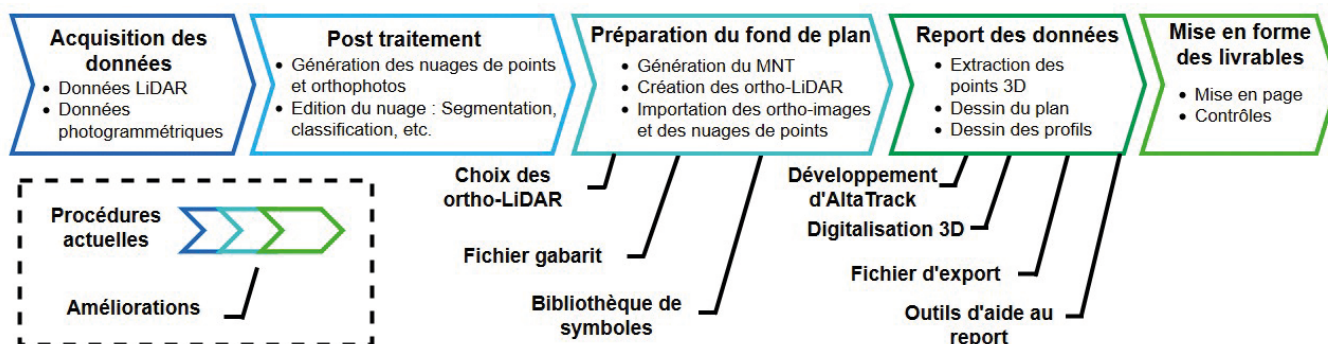 Acquisition des
données
• Données LiDAR
• Données
photogrammétriques
Post traitement
• Génération des nuages de points
et orthophotos
• Edition du nuage : Segmentation,
classification, etc.
Préparation du fond de plan
• Génération du MNT
• Création des ortho-LiDAR
• Importation des ortho-images
et des nuages de points
Report des données
• Extraction des
points 3D
• Dessin du plan
• Dessin des profils
Mise en forme
des livrables
• Mise en page
• Contrôles
Choix des
ortho-LiDAR
Fichier gabarit
Bibliothèque de
symboles
Développement
d'AltaTrack
Digitalisation 3D
Fichier d'export
Outils d'aide au
report
Procédures
actuelles
Améliorations